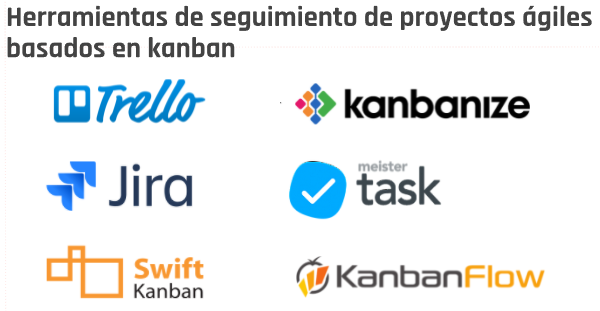 Herramientas de seguimiento de proyectos ágiles
basados en kanban
Trello
kanbanize
Jira
meister
task
Swift
Kanban
KanbanFlow